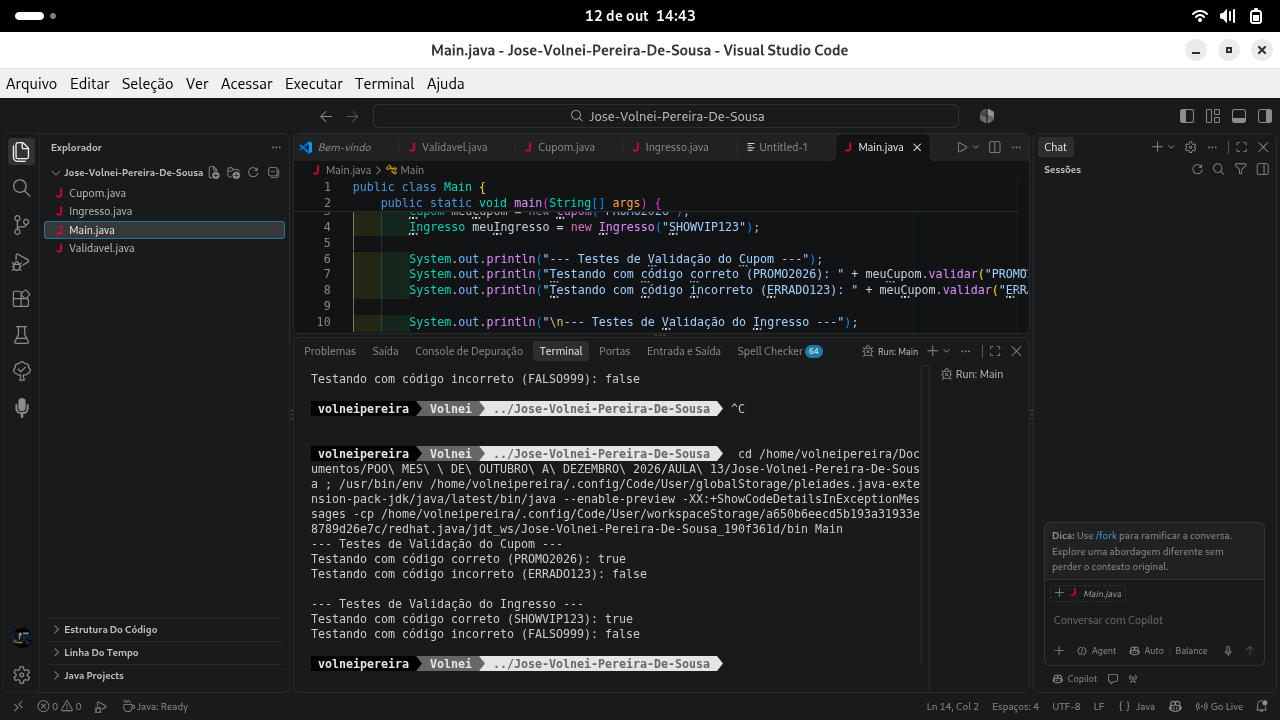 12 de out 14:43
Main.java - Jose-Volnei-Pereira-De-Sousa - Visual Studio Code
Arquivo Editar Seleção Ver Acessar Executar Terminal Ajuda
Jose-Volnei-Pereira-De-Sousa
Explorador
Jose-Volnei-Pereira-De-Sousa
Cupom.java
Ingresso.java
Main.java
Validavel.java
Estrutura Do Código
Linha Do Tempo
Java Projects
Bem-vindo Validavel.java Cupom.java Ingresso.java Untitled-1 Main.java
Main.java > Main
1 public class Main {
2 public static void main(String[] args) {
3 Cupom meuCupom = new Cupom("PROMO2026");
4 Ingresso meuIngresso = new Ingresso("SHOWVIP123");
5
6 System.out.println("--- Testes de Validação do Cupom ---");
7 System.out.println("Testando com código correto (PROMO2026): " + meuCupom.validar("PROMO
8 System.out.println("Testando com código incorreto (ERRADO123): " + meuCupom.validar("ERRA
9
10 System.out.println("\n--- Testes de Validação do Ingresso ---");
Problemas Saída Console de Depuração Terminal Portas Entrada e Saída Spell Checker 64 Run: Main
Run: Main
Testando com código incorreto (FALSO999): false
volneipereira Volnei ../Jose-Volnei-Pereira-De-Sousa ^C
volneipereira Volnei ../Jose-Volnei-Pereira-De-Sousa cd /home/volneipereira/Doc
umentos/POO\ MES\ \ DE\ OUTUBRO\ A\ DEZEMBRO\ 2026/AULA\ 13/Jose-Volnei-Pereira-De-Sous
a ; /usr/bin/env /home/volneipereira/.config/Code/User/globalStorage/pleiades.java-exte
nsion-pack-jdk/java/latest/bin/java --enable-preview -XX:+ShowCodeDetailsInExceptionMes
sages -cp /home/volneipereira/.config/Code/User/workspaceStorage/a650b6eecd5b193a31933e
8789d26e7c/redhat.java/jdt_ws/Jose-Volnei-Pereira-De-Sousa_190f361d/bin Main
--- Testes de Validação do Cupom ---
Testando com código correto (PROMO2026): true
Testando com código incorreto (ERRADO123): false
--- Testes de Validação do Ingresso ---
Testando com código correto (SHOWVIP123): true
Testando com código incorreto (FALSO999): false
volneipereira Volnei ../Jose-Volnei-Pereira-De-Sousa
Chat
Sessões
Dica: Use /fork para ramificar a conversa.
Explore uma abordagem diferente sem
perder o contexto original.
Main.java
Conversar com Copilot
Agent Auto Balance
Copilot
0 0 Java: Ready Ln 14, Col 2 Espaços: 4 UTF-8 LF { } Java Go Live